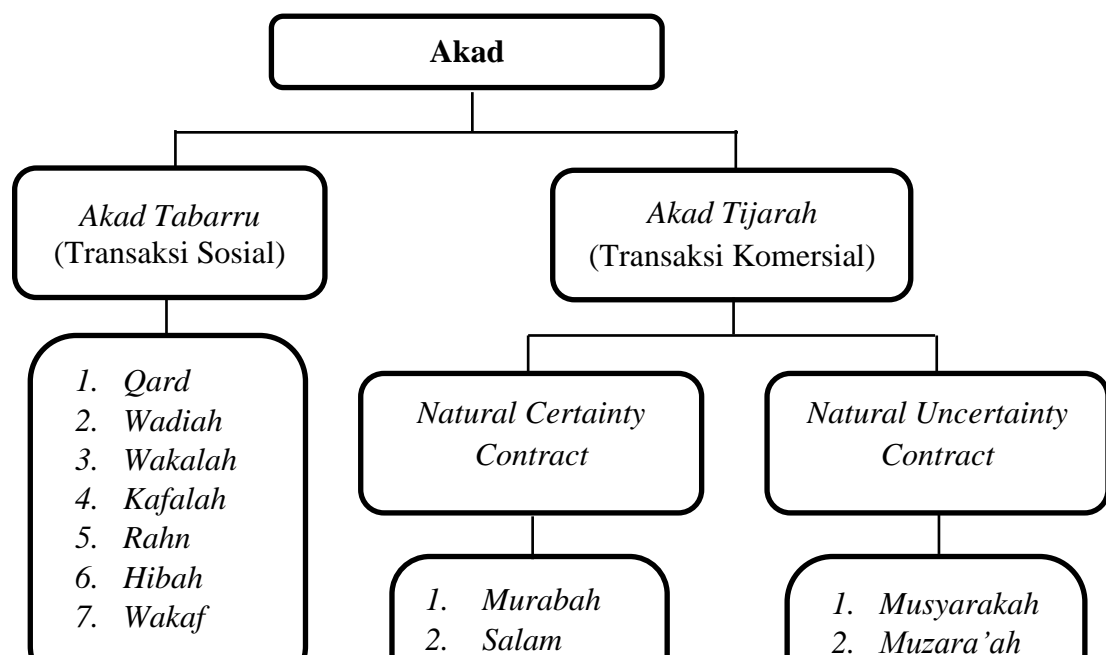 Akad
Akad Tabarru
(Transaksi Sosial)
Akad Tijarah
(Transaksi Komersial)
1. Qard
2. Wadiah
3. Wakalah
4. Kafalah
5. Rahn
6. Hibah
7. Wakaf
Natural Certainty
Contract
Natural Uncertainty
Contract
1. Murabah
2. Salam
1. Musyarakah
2. Muzara’ah